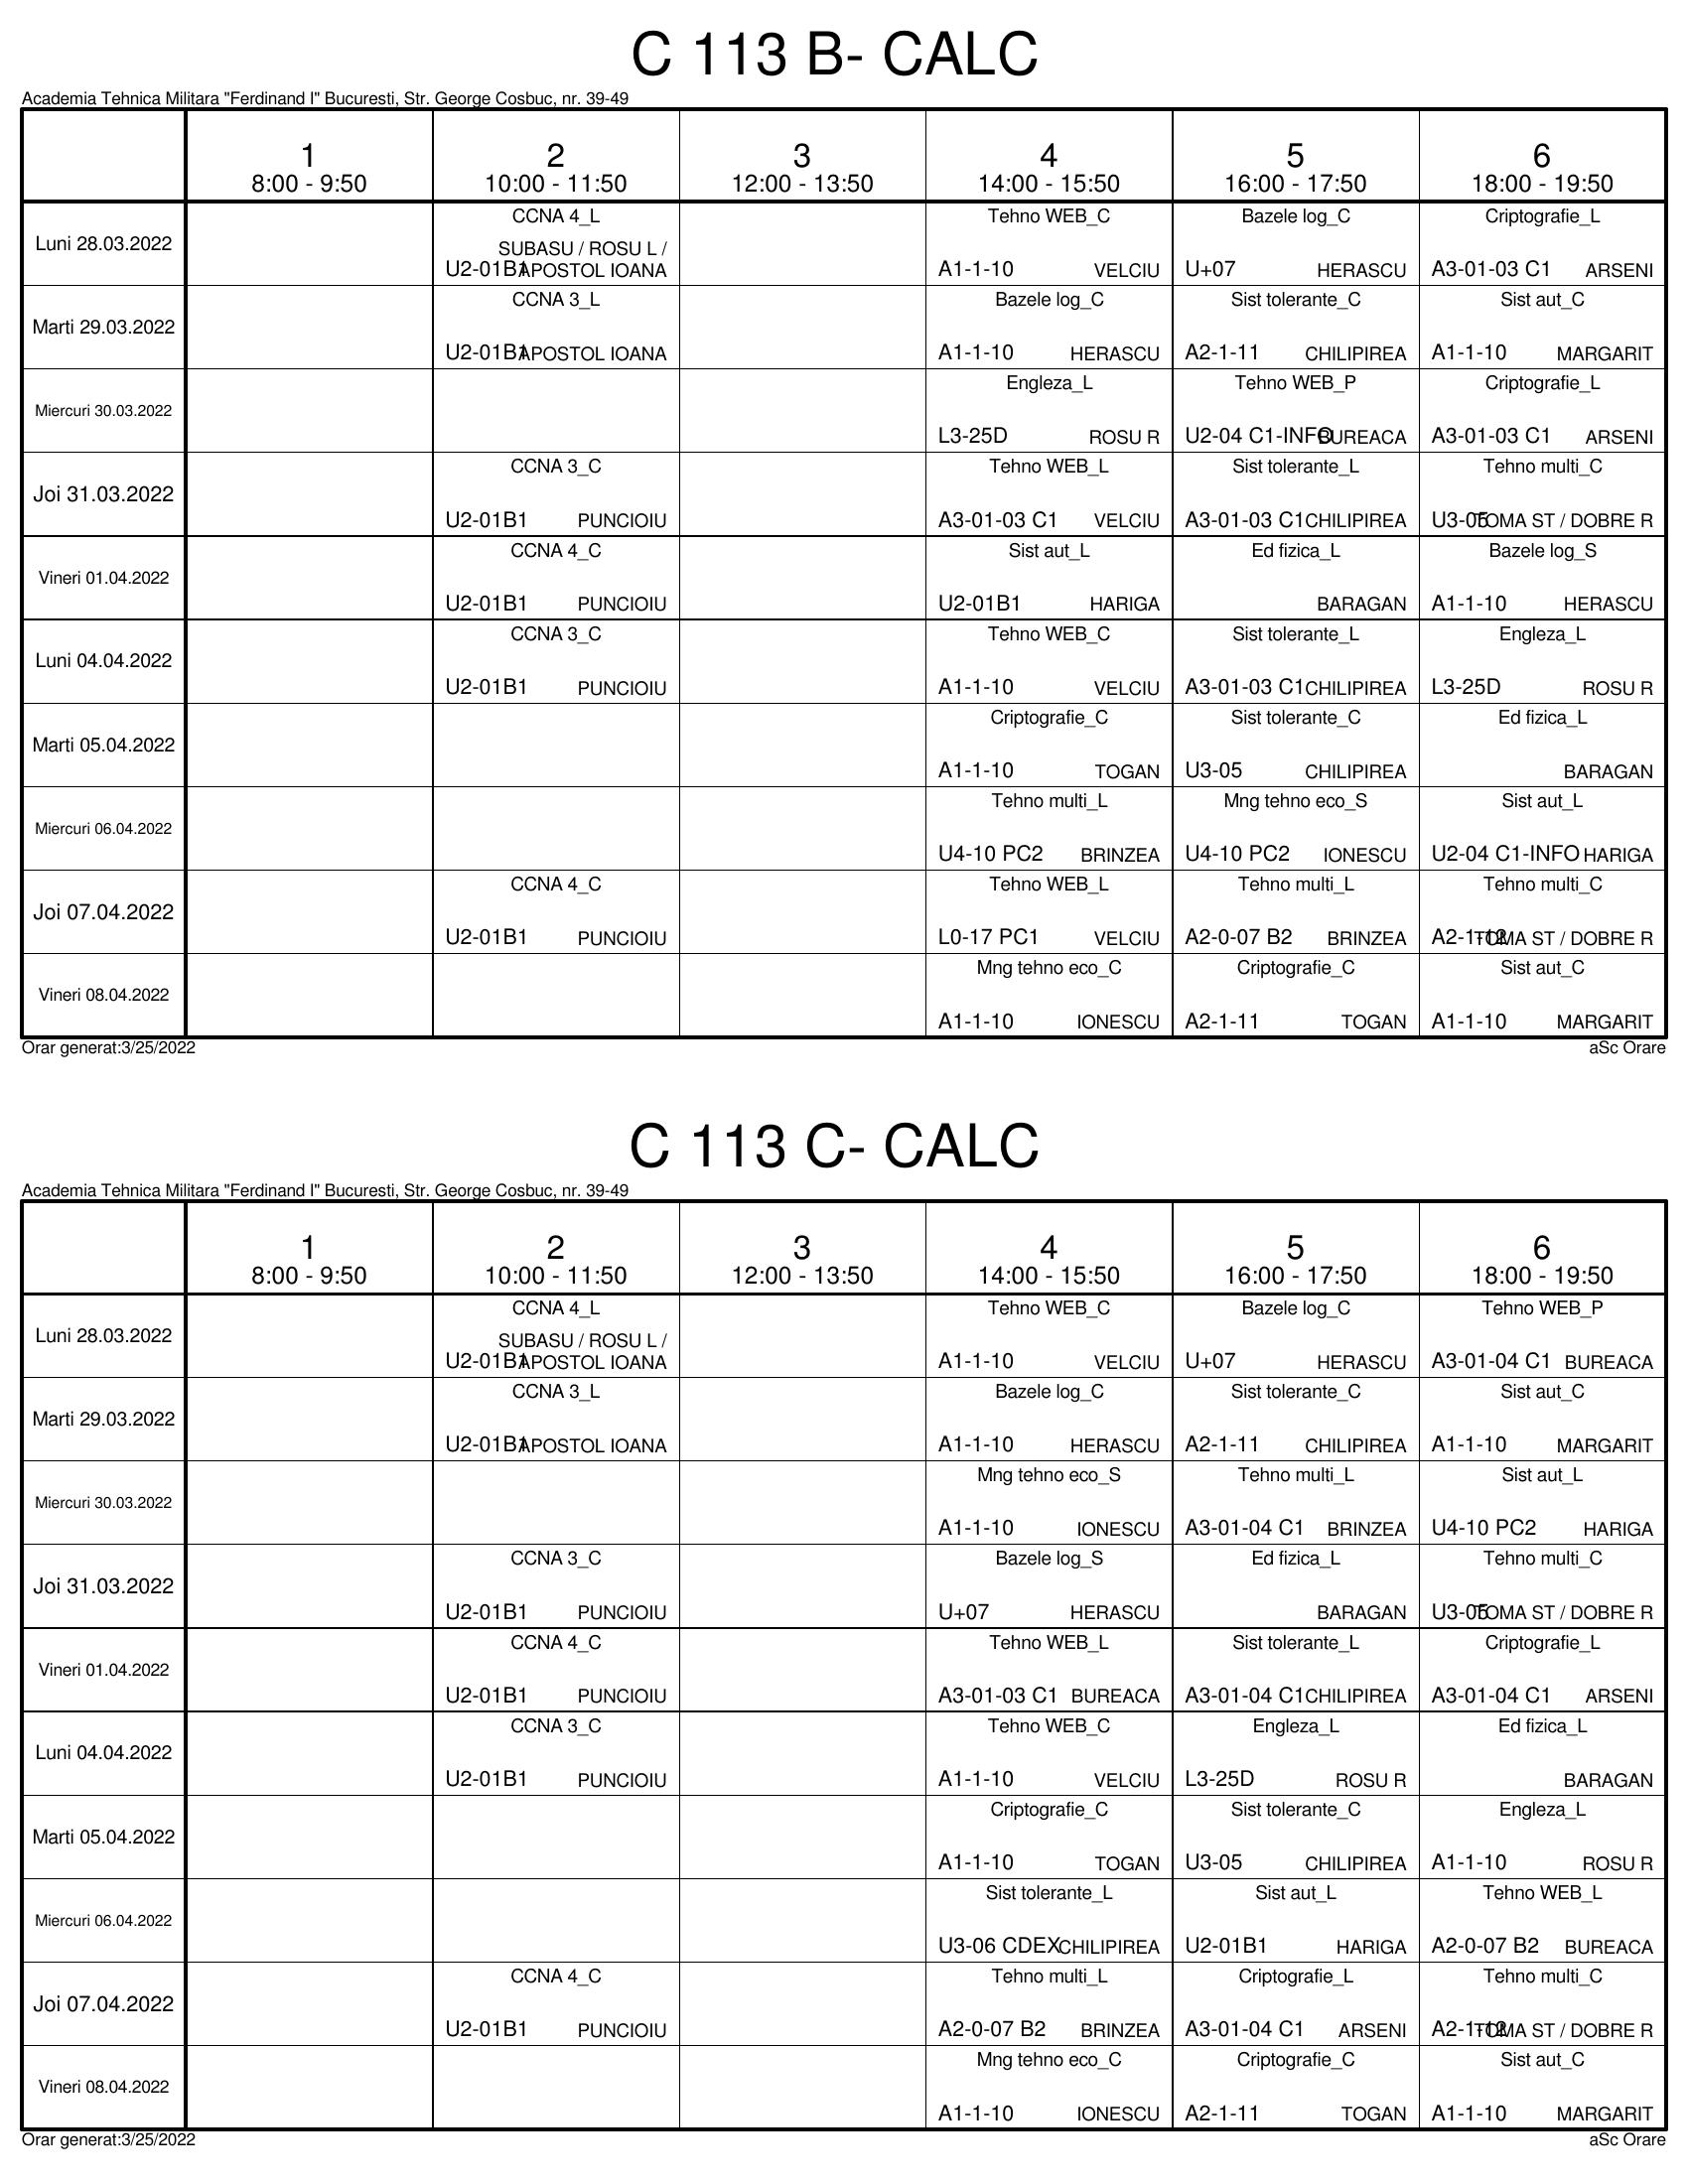 C 113 B- CALC
Academia Tehnica Militara "Ferdinand I" Bucuresti, Str. George Cosbuc, nr. 39-49
1 2 3 4 5 6
8:00 - 9:50 10:00 - 11:50 12:00 - 13:50 14:00 - 15:50 16:00 - 17:50 18:00 - 19:50
CCNA 4_L Tehno WEB_C Bazele log_C Criptografie_L
Luni 28.03.2022
SUBASU / ROSU L /
U2-01B1 APOSTOL IOANA A1-1-10 VELCIU U+07 HERASCU A3-01-03 C1 ARSENI
CCNA 3_L Bazele log_C Sist tolerante_C Sist aut_C
Marti 29.03.2022
U2-01B1 APOSTOL IOANA A1-1-10 HERASCU A2-1-11 CHILIPIREA A1-1-10 MARGARIT
Engleza_L Tehno WEB_P Criptografie_L
Miercuri 30.03.2022
L3-25D ROSU R U2-04 C1-INFO BUREACA A3-01-03 C1 ARSENI
CCNA 3_C Tehno WEB_L Sist tolerante_L Tehno multi_C
Joi 31.03.2022
U2-01B1 PUNCIOIU A3-01-03 C1 VELCIU A3-01-03 C1 CHILIPIREA U3-05 TOMA ST / DOBRE R
CCNA 4_C Sist aut_L Ed fizica_L Bazele log_S
Vineri 01.04.2022
U2-01B1 PUNCIOIU U2-01B1 HARIGA BARAGAN A1-1-10 HERASCU
CCNA 3_C Tehno WEB_C Sist tolerante_L Engleza_L
Luni 04.04.2022
U2-01B1 PUNCIOIU A1-1-10 VELCIU A3-01-03 C1 CHILIPIREA L3-25D ROSU R
Criptografie_C Sist tolerante_C Ed fizica_L
Marti 05.04.2022
A1-1-10 TOGAN U3-05 CHILIPIREA BARAGAN
Tehno multi_L Mng tehno eco_S Sist aut_L
Miercuri 06.04.2022
U4-10 PC2 BRINZEA U4-10 PC2 IONESCU U2-04 C1-INFO HARIGA
CCNA 4_C Tehno WEB_L Tehno multi_L Tehno multi_C
Joi 07.04.2022
U2-01B1 PUNCIOIU L0-17 PC1 VELCIU A2-0-07 B2 BRINZEA TOMA ST / DOBRE R
Mng tehno eco_C Criptografie_C Sist aut_C
Vineri 08.04.2022
A1-1-10 IONESCU A2-1-11 TOGAN A1-1-10 MARGARIT
Orar generat:3/25/2022 aSc Orare
C 113 C- CALC
Academia Tehnica Militara "Ferdinand I" Bucuresti, Str. George Cosbuc, nr. 39-49
1 2 3 4 5 6
8:00 - 9:50 10:00 - 11:50 12:00 - 13:50 14:00 - 15:50 16:00 - 17:50 18:00 - 19:50
CCNA 4_L Tehno WEB_C Bazele log_C Tehno WEB_P
Luni 28.03.2022
SUBASU / ROSU L /
U2-01B1 APOSTOL IOANA A1-1-10 VELCIU U+07 HERASCU A3-01-04 C1 BUREACA
CCNA 3_L Bazele log_C Sist tolerante_C Sist aut_C
Marti 29.03.2022
U2-01B1 APOSTOL IOANA A1-1-10 HERASCU A2-1-11 CHILIPIREA A1-1-10 MARGARIT
Mng tehno eco_S Tehno multi_L Sist aut_L
Miercuri 30.03.2022
A1-1-10 IONESCU A3-01-04 C1 BRINZEA U4-10 PC2 HARIGA
CCNA 3_C Bazele log_S Ed fizica_L Tehno multi_C
Joi 31.03.2022
U2-01B1 PUNCIOIU U+07 HERASCU BARAGAN U3-05 TOMA ST / DOBRE R
CCNA 4_C Tehno WEB_L Sist tolerante_L Criptografie_L
Vineri 01.04.2022
U2-01B1 PUNCIOIU A3-01-03 C1 BUREACA A3-01-04 C1 CHILIPIREA A3-01-04 C1 ARSENI
CCNA 3_C Tehno WEB_C Engleza_L Ed fizica_L
Luni 04.04.2022
U2-01B1 PUNCIOIU A1-1-10 VELCIU L3-25D ROSU R BARAGAN
Criptografie_C Sist tolerante_C Engleza_L
Marti 05.04.2022
A1-1-10 TOGAN U3-05 CHILIPIREA A1-1-10 ROSU R
Sist tolerante_L Sist aut_L Tehno WEB_L
Miercuri 06.04.2022
U3-06 CDEX CHILIPIREA U2-01B1 HARIGA A2-0-07 B2 BUREACA
CCNA 4_C Tehno multi_L Criptografie_L Tehno multi_C
Joi 07.04.2022
U2-01B1 PUNCIOIU A2-0-07 B2 BRINZEA A3-01-04 C1 ARSENI TOMA ST / DOBRE R
Mng tehno eco_C Criptografie_C Sist aut_C
Vineri 08.04.2022
A1-1-10 IONESCU A2-1-11 TOGAN A1-1-10 MARGARIT
Orar generat:3/25/2022 aSc Orare